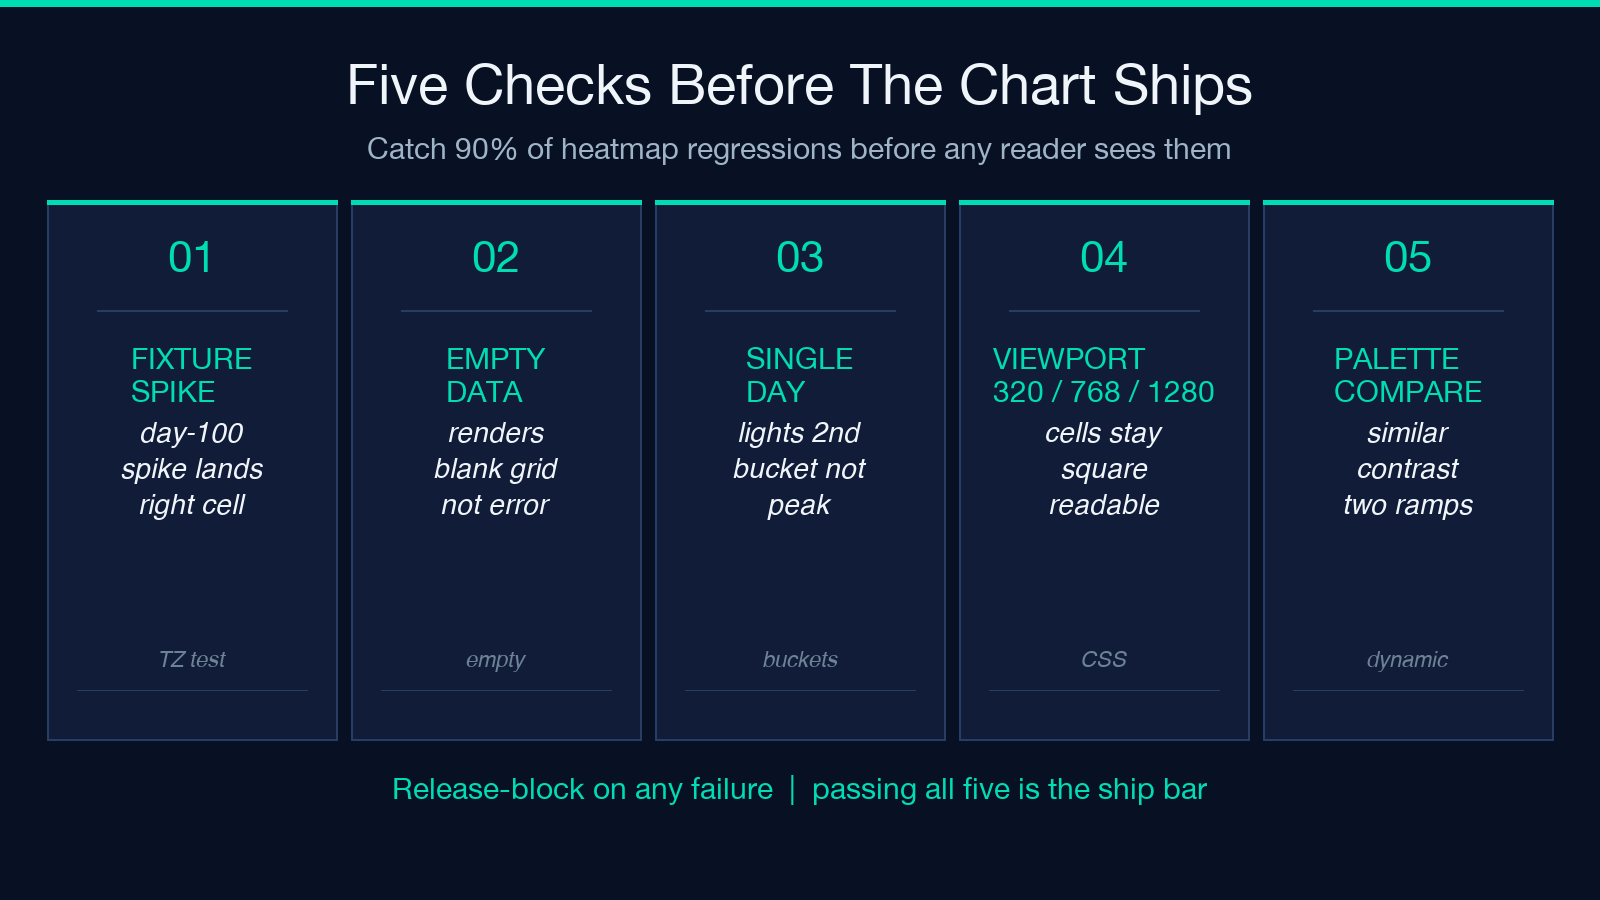 Five Checks Before The Chart Ships
Catch 90% of heatmap regressions before any reader sees them
01
FIXTURE
SPIKE
day-100
spike lands
right cell
TZ test
02
EMPTY
DATA
renders
blank grid
not error
empty
03
SINGLE
DAY
lights 2nd
bucket not
peak
buckets
04
VIEWPORT
320 / 768 / 1280
cells stay
square
readable
CSS
05
PALETTE
COMPARE
similar
contrast
two ramps
dynamic
Release-block on any failure | passing all five is the ship bar